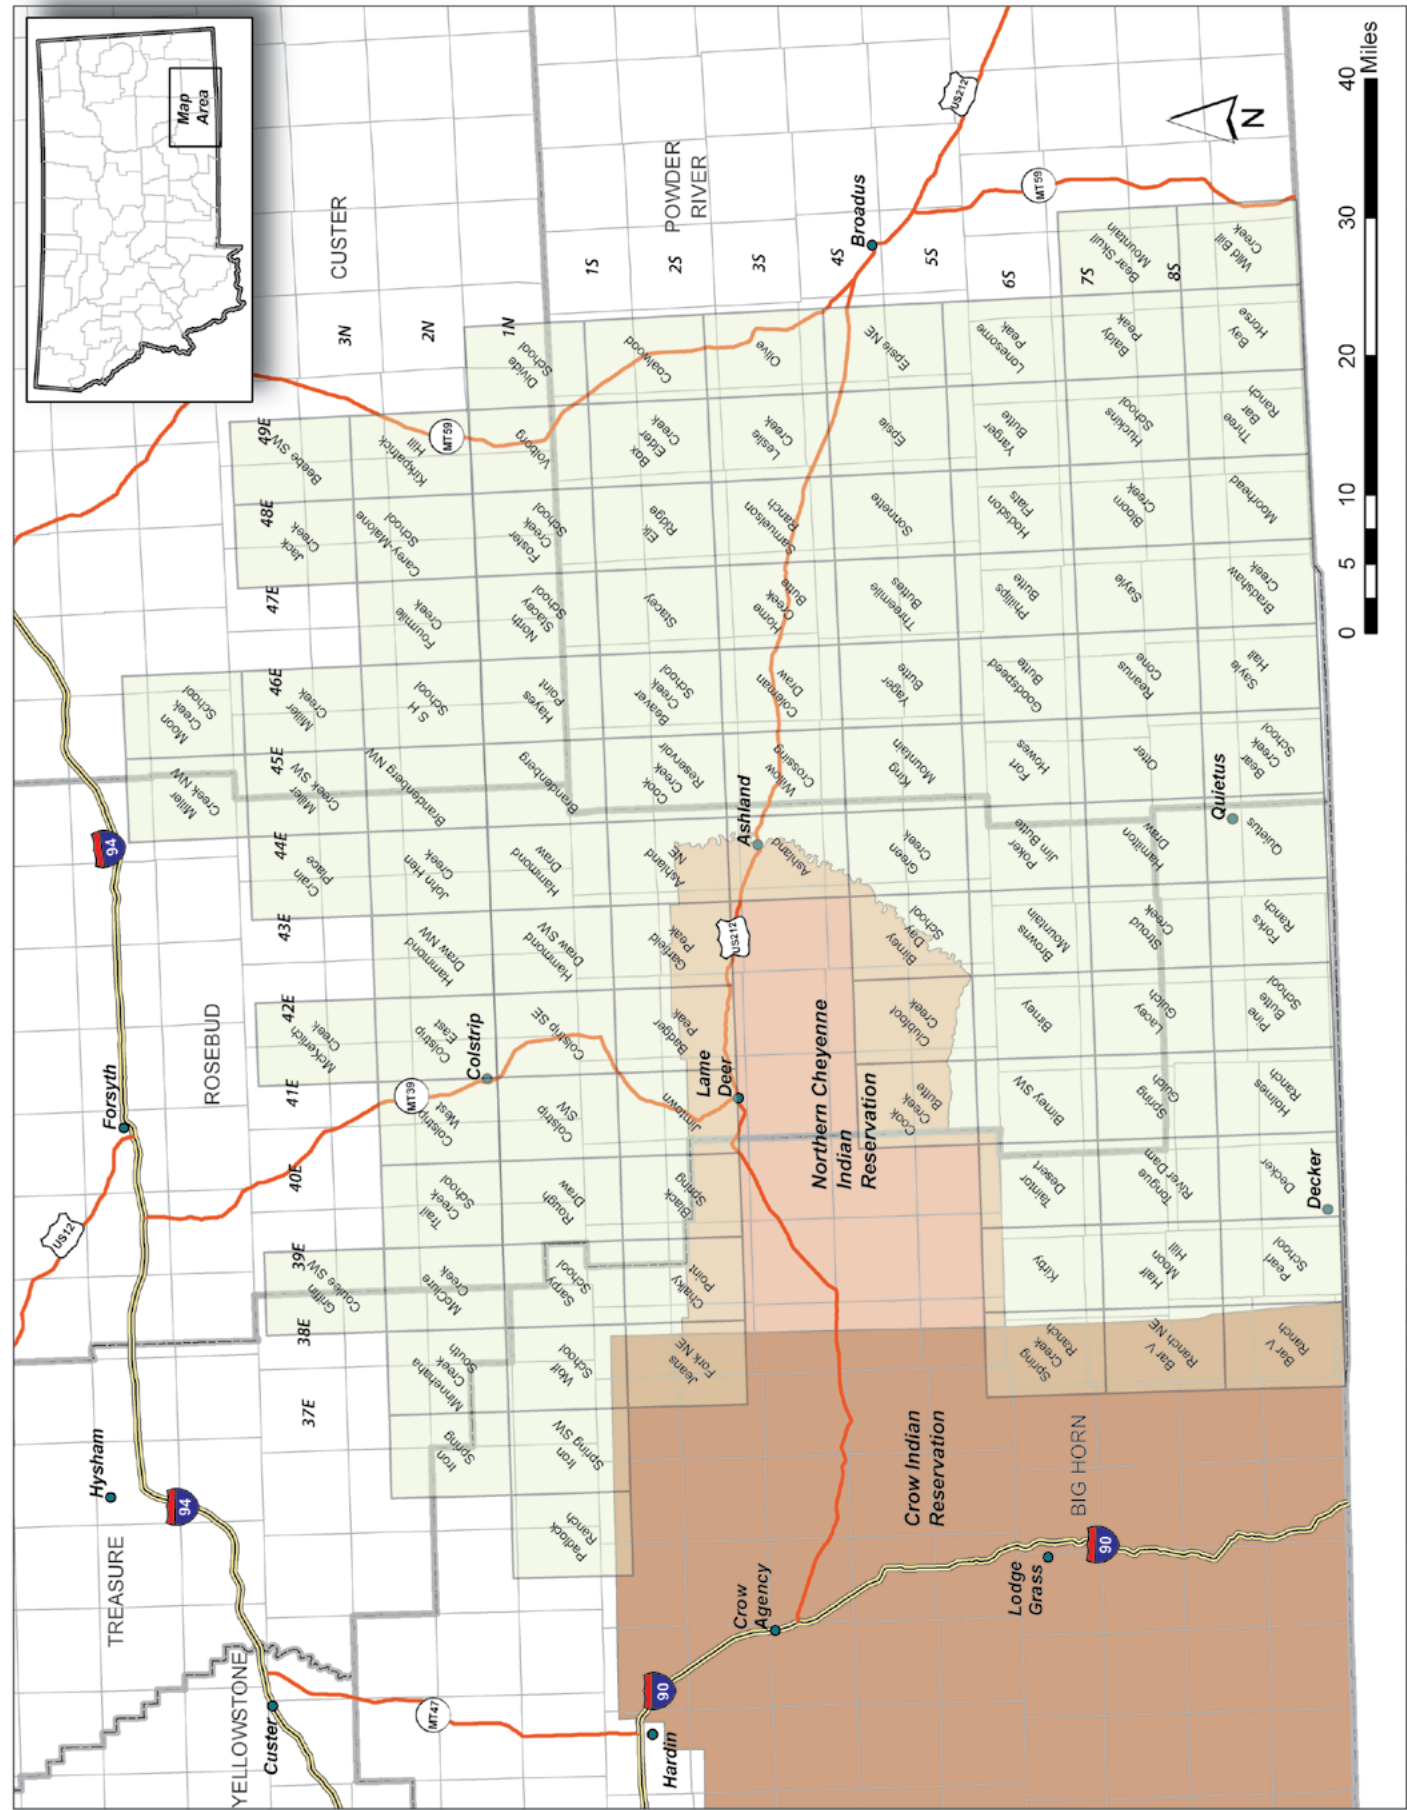 Map
Area
TREASURE
YELLOWSTONE
ROSEBUD
CUSTER
POWDER
RIVER
BIG HORN
Hysham
Forsyth
Custer
Hardin
Crow
Agency
Lodge
Grass
Colstrip
Lame
Deer
Ashland
Broadus
Quietus
Decker
Northern Cheyenne
Indian
Reservation
Crow Indian
Reservation
94
94
90
90
US12
US212
US212
MT47
MT39
MT59
MT59
37E
38E
39E
40E
41E
42E
43E
44E
45E
46E
47E
48E
49E
3N
2N
1N
1S
2S
3S
4S
5S
6S
7S
8S
Miller
Creek NW
Moon
Creek
School
Griffin
Coulee SW
McKerlich
Creek
Crain
Place
Miller
Creek SW
Miller
Creek
Jack
Creek
Beebe SW
Iron
Spring
Minnehaha
Creek
South
McClure
Creek
Trail
Creek
School
Colstrip
West
Colstrip
East
Hammond
Draw NW
John Hen
Creek
Brandenberg NW
S H
School
Fourmile
Creek
Carey-Malone
School
Kirkpatrick
Hill
Padlock
Ranch
Iron
Spring SW
Wolf
School
Sarpy
School
Rough
Draw
Colstrip
SW
Colstrip SE
Hammond
Draw SW
Hammond
Draw
Brandenberg
Hayes
Point
North
Stacey
School
Foster
Creek
School
Volborg
Divide
School
Jeans
Fork NE
Chalky
Point
Black
Spring
Jimtown
Badger
Peak
Garfield
Peak
Ashland
NE
Cook
Creek
Reservoir
Beaver
Creek
School
Stacey
Elk
Ridge
Box
Elder
Creek
Coalwood
Ashland
Willow
Crossing
Coleman
Draw
Home
Creek
Butte
Samuelson
Ranch
Leslie
Creek
Olive
Cook
Creek
Butte
Clubfoot
Creek
Birney
Day
School
Green
Creek
King
Mountain
Yager
Butte
Threemile
Buttes
Sonnette
Epsie
Epsie NE
Spring
Creek
Ranch
Kirby
Taintor
Desert
Birney SW
Birney
Browns
Mountain
Poker
Jim Butte
Fort
Howes
Goodspeed
Butte
Phillips
Butte
Hodsdon
Flats
Yarger
Butte
Lonesome
Peak
Bar V
Ranch NE
Half
Moon
Hill
Tongue
River Dam
Spring
Gulch
Lacey
Gulch
Stroud
Creek
Hamilton
Draw
Otter
Reanus
Cone
Sayle
Bloom
Creek
Huckins
School
Baldy
Peak
Bear Skull
Mountain
Bar V
Ranch
Pearl
School
Decker
Holmes
Ranch
Pine
Butte
School
Forks
Ranch
Quietus
Bear
Creek
School
Sayle
Hall
Bradshaw
Creek
Moorhead
Three
Bar
Ranch
Bay
Horse
Wild Bill
Creek
N
0 5 10 20 30 40
Miles